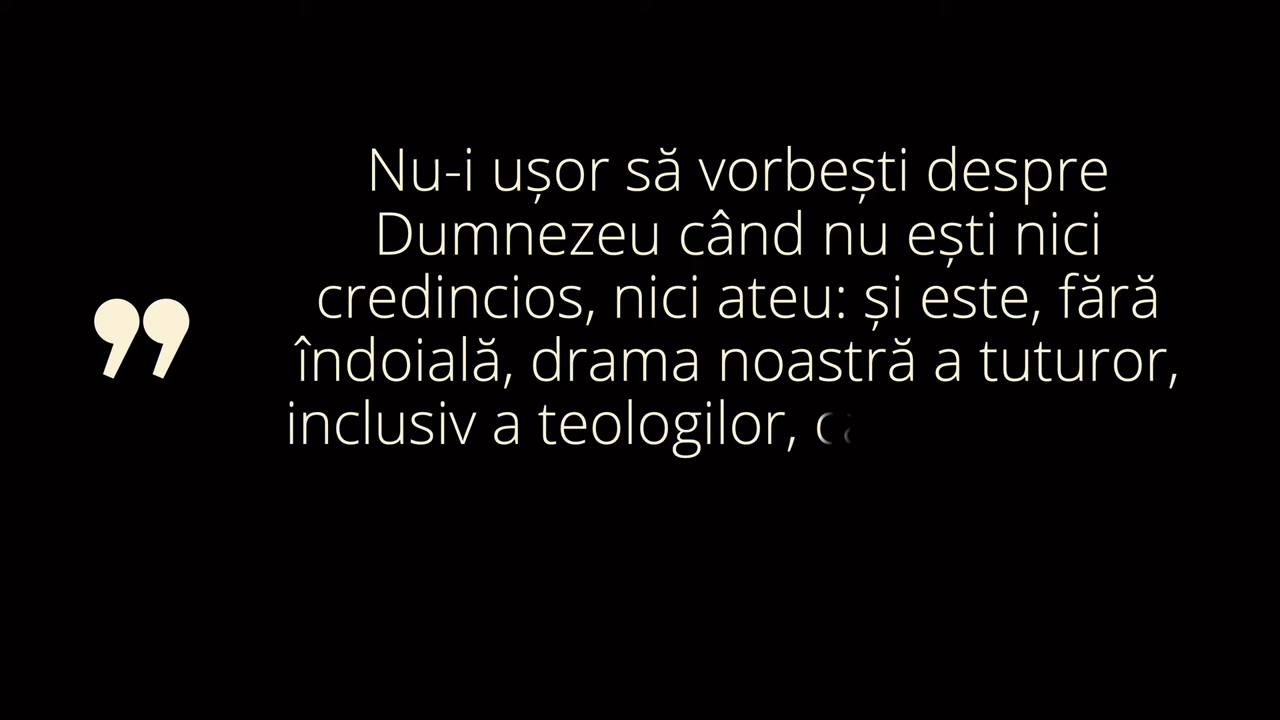 Nu-i ușor să vorbești despre
Dumnezeu când nu ești nici
credincios, nici ateu: și este, fără
îndoială, drama noastră a tuturor,
inclusiv a teologilor,